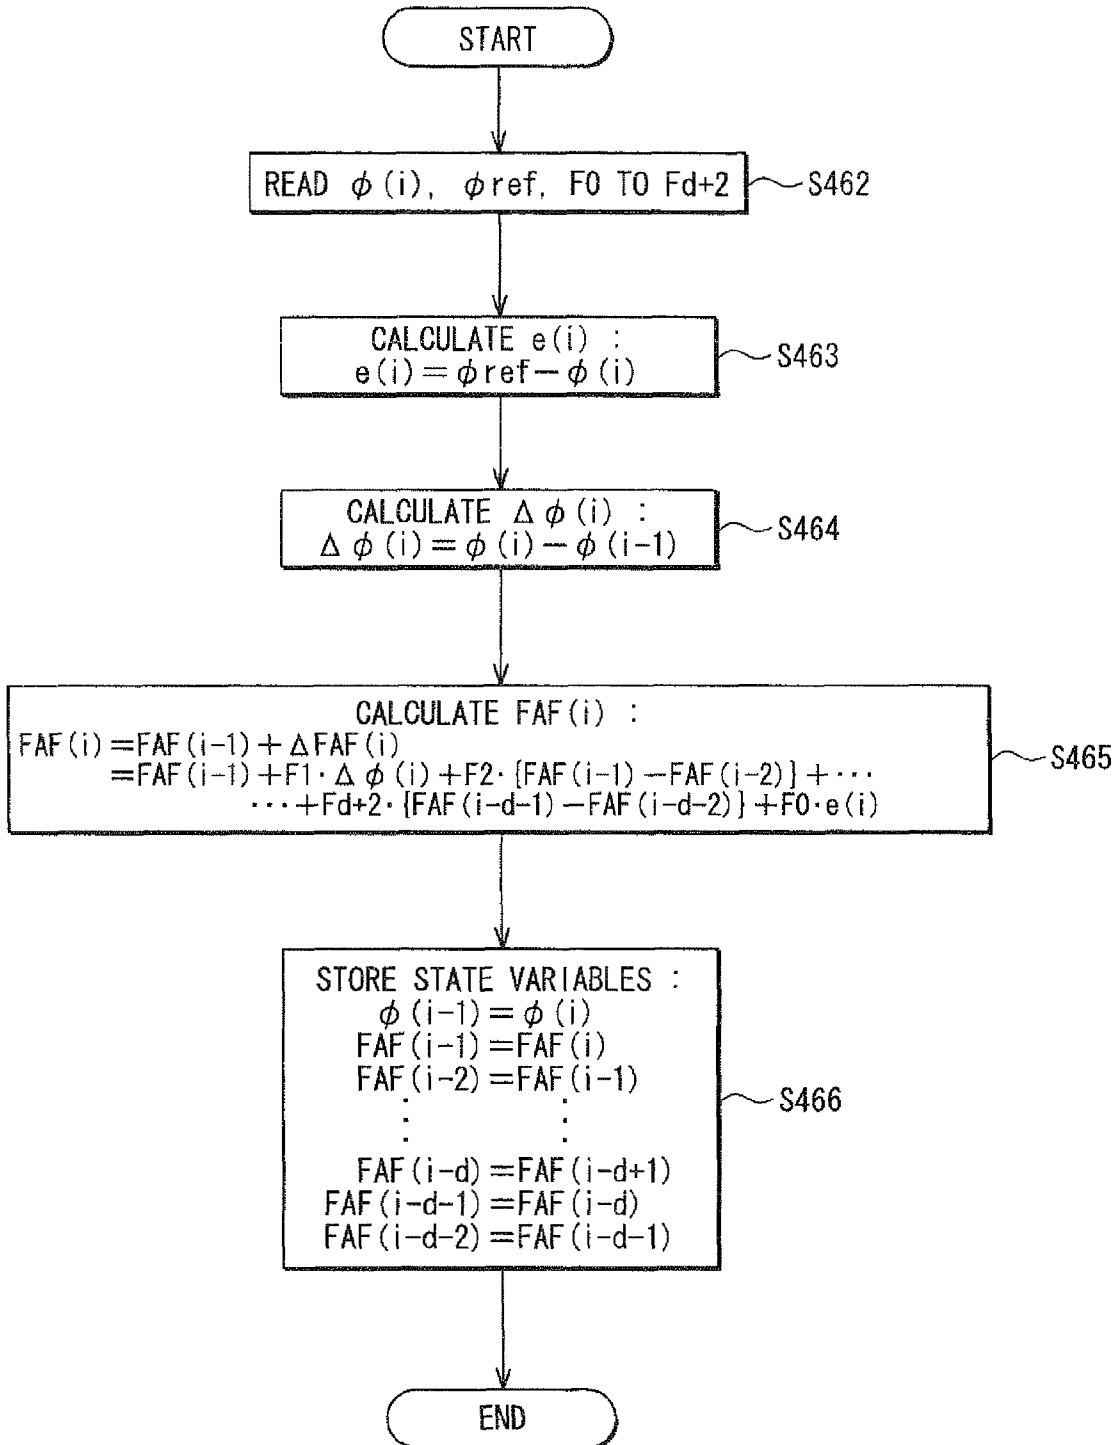 START
READ φ(i), φref, F0 TO Fd+2
S462
CALCULATE e(i) :
e(i)=φref−φ(i)
S463
CALCULATE Δφ(i) :
Δφ(i)=φ(i)−φ(i-1)
S464
CALCULATE FAF(i) :
FAF(i)=FAF(i-1)+ΔFAF(i)
=FAF(i-1)+F1·Δφ(i)+F2·{FAF(i-1)−FAF(i-2)}+···
···+Fd+2·{FAF(i-d-1)−FAF(i-d-2)}+F0·e(i)
S465
STORE STATE VARIABLES :
φ(i-1)=φ(i)
FAF(i-1)=FAF(i)
FAF(i-2)=FAF(i-1)
FAF(i-d)=FAF(i-d+1)
FAF(i-d-1)=FAF(i-d)
FAF(i-d-2)=FAF(i-d-1)
S466
END